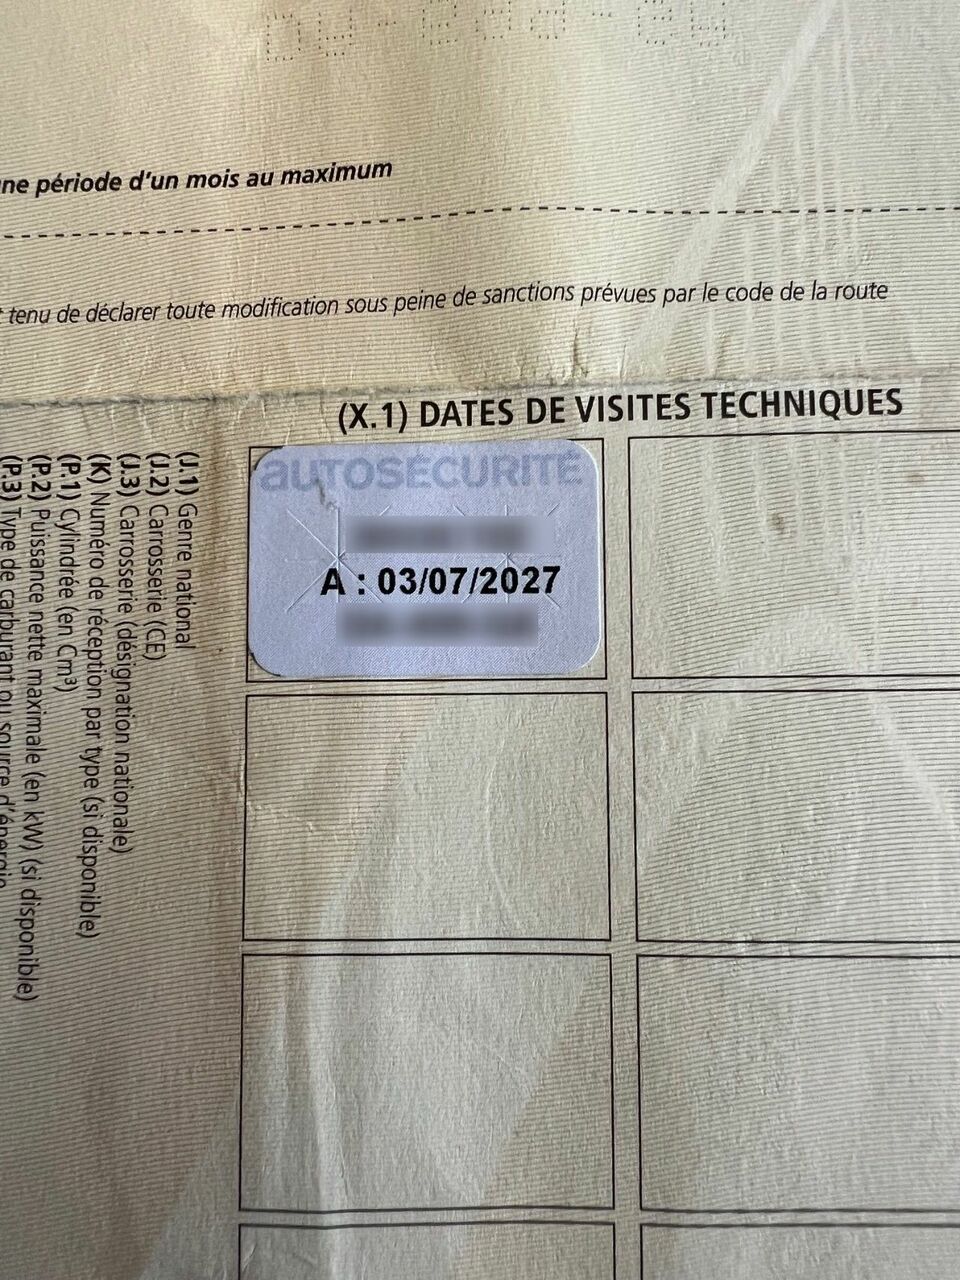 ne période d'un mois au maximum
tenu de déclarer toute modification sous peine de sanctions prévues par le code de la route
(X.1) DATES DE VISITES TECHNIQUES
AUTOSÉCURITÉ
A : 03/07/2027
(J.1) Genre national
(J.2) Carrosserie (CE)
(J.3) Carrosserie (désignation nationale)
(K) Numéro de réception par type (si disponible)
(P.1) Cylindrée (en Cm³)
(P.2) Puissance nette maximale (en kW) (si disponible)
(P.3) Type de carburant ou source d'énergie